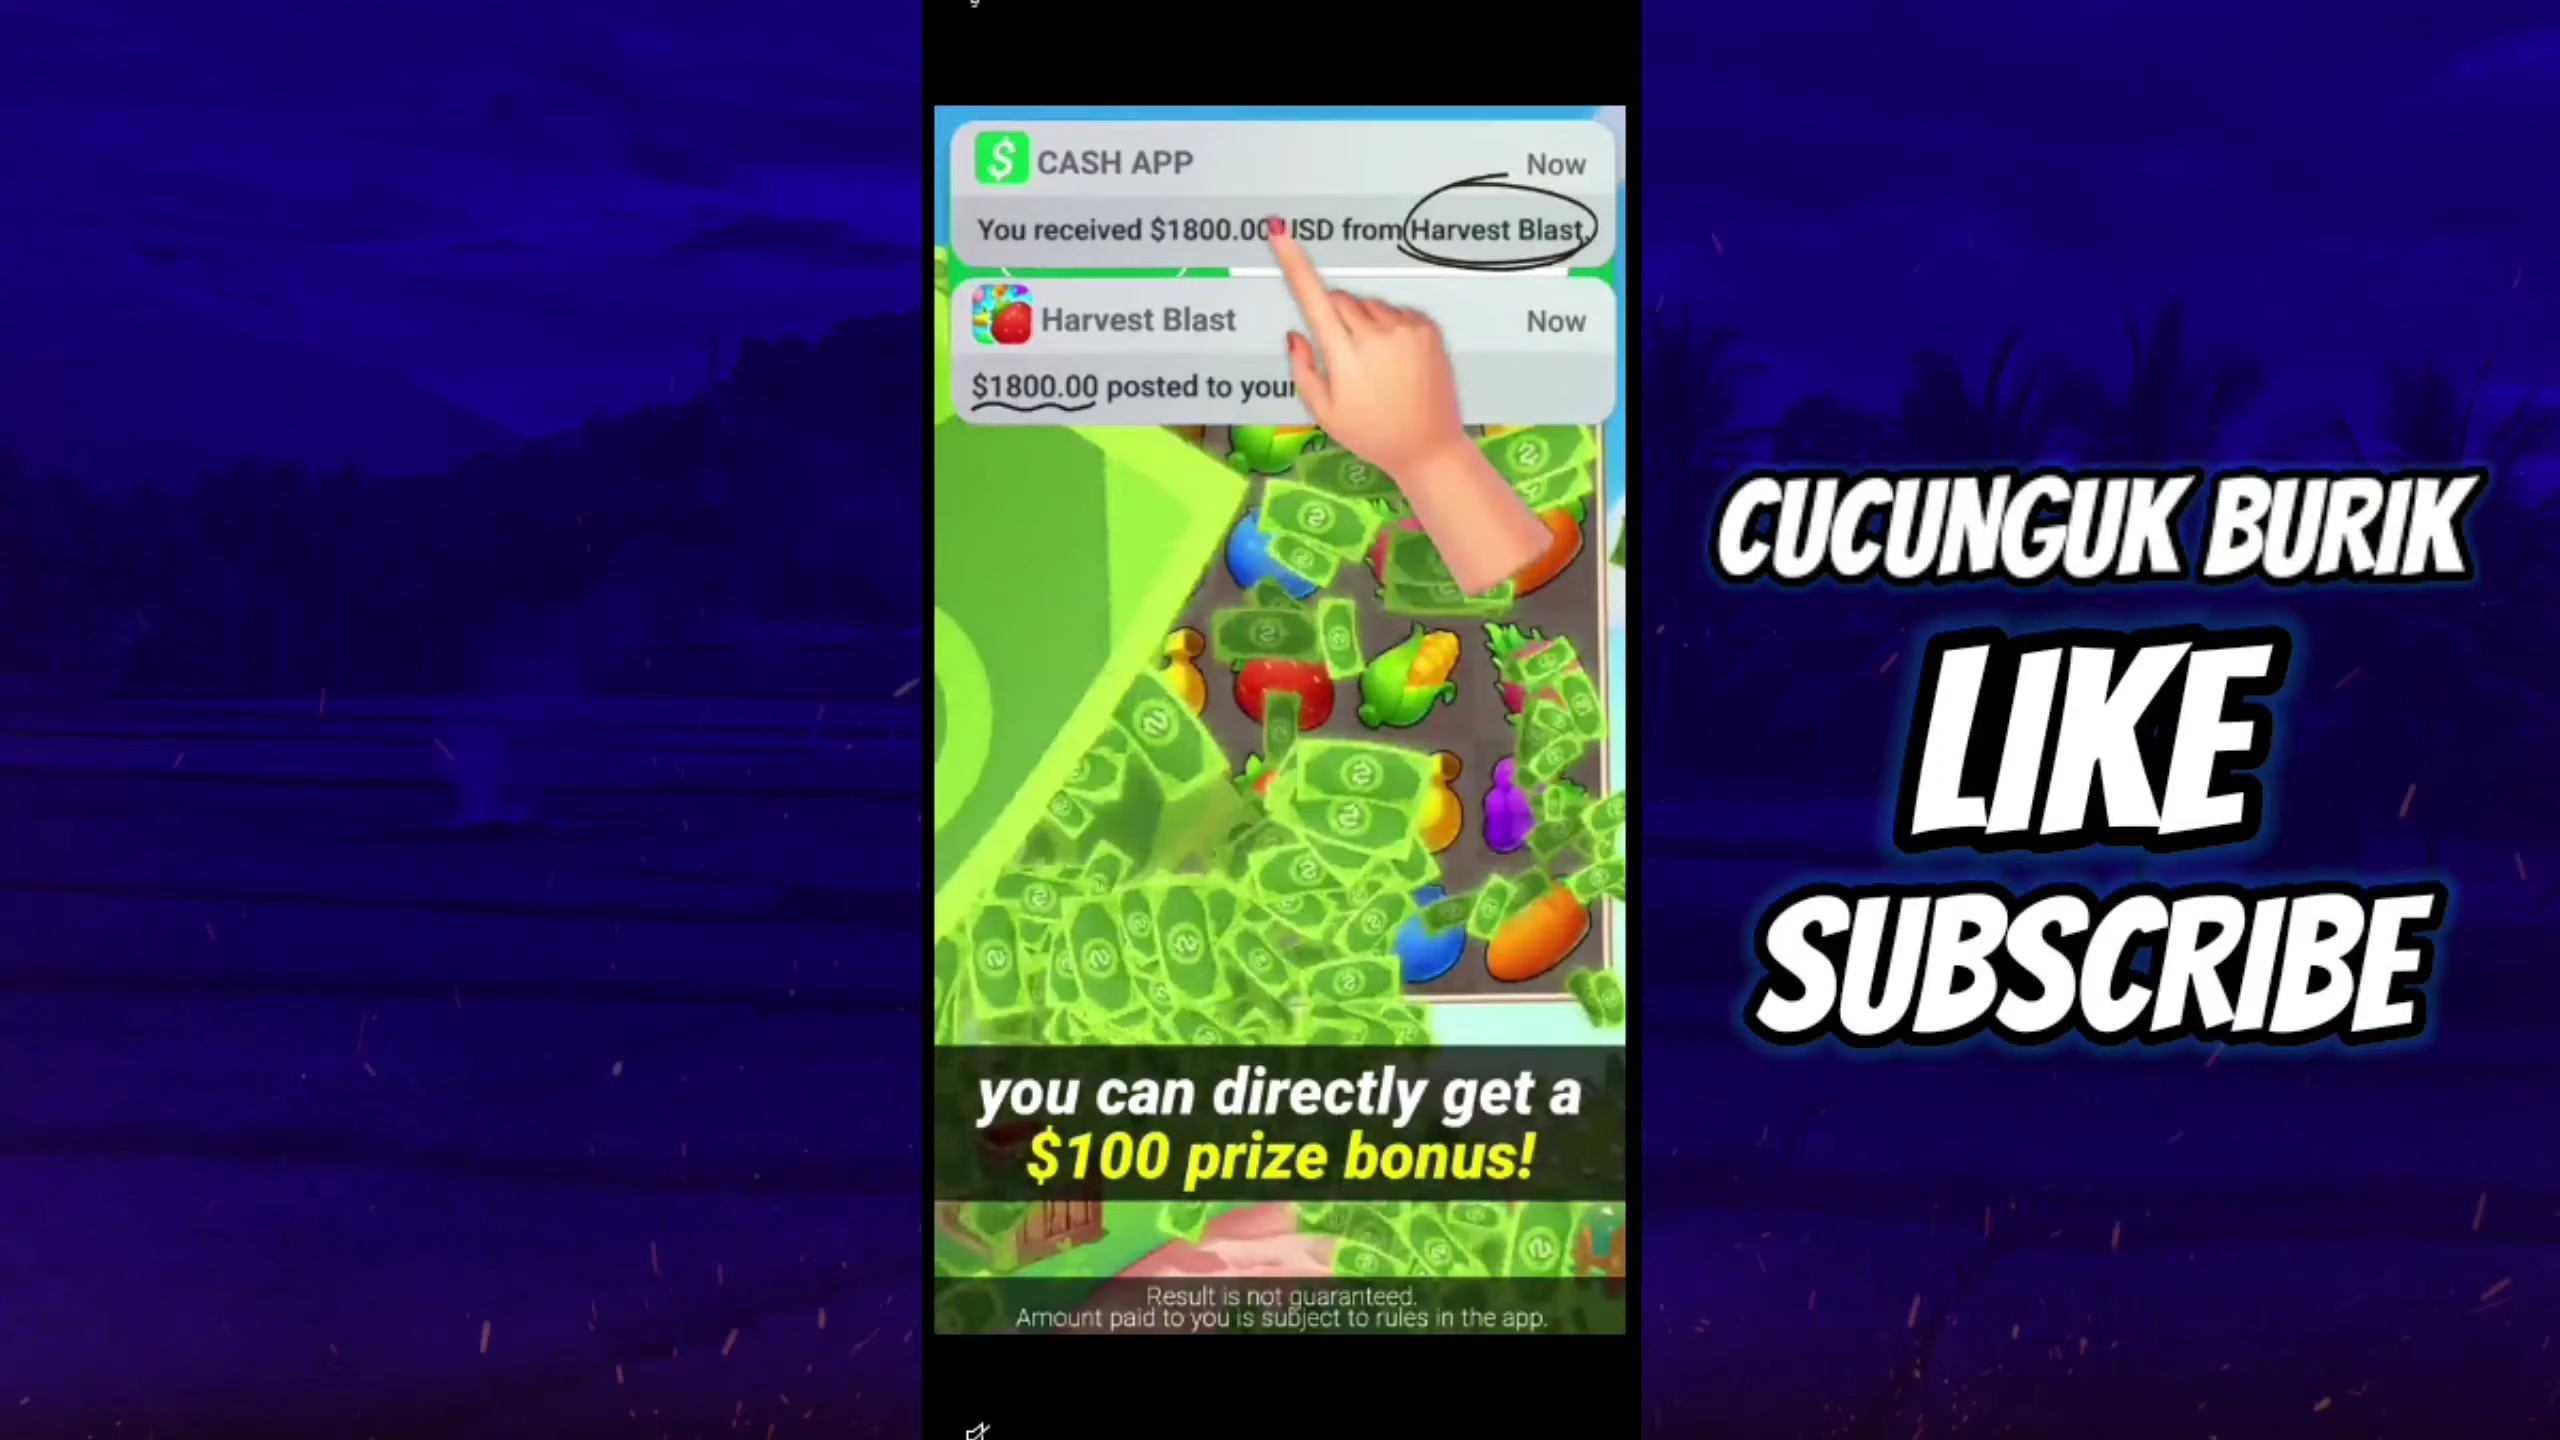 CASH APP
Now
You received $1800.00 USD from Harvest Blast.
Harvest Blast
Now
$1800.00 posted to your
you can directly get a
$100 prize bonus!
Result is not guaranteed.
Amount paid to you is subject to rules in the app.
CUCUNGUK BURIK
LIKE
SUBSCRIBE